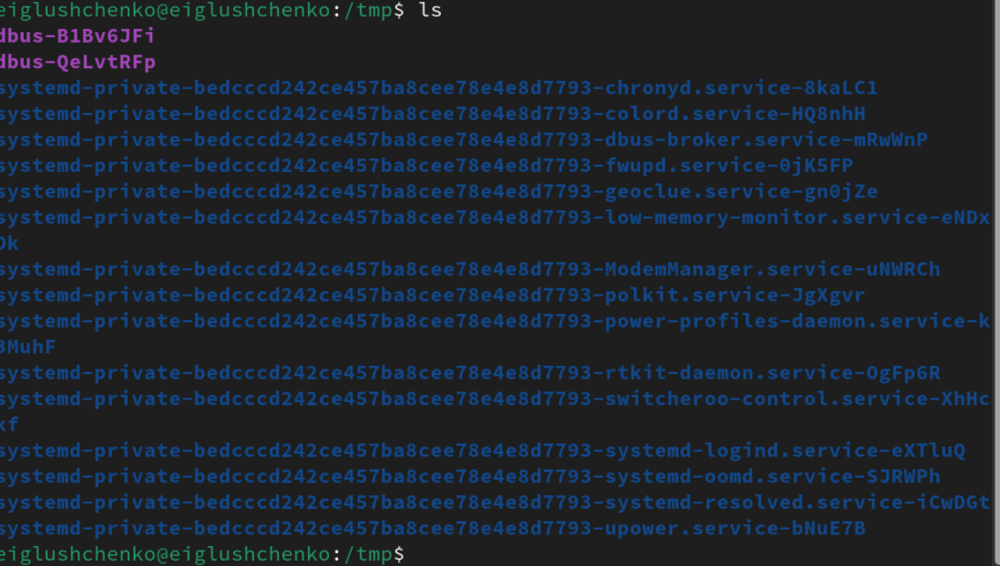 eiglushchenko@eiglushchenko:/tmp$ ls
dbus-B1Bv6JFi
dbus-QeLvtRFp
systemd-private-bedcccd242ce457ba8cee78e4e8d7793-chronyd.service-8kaLC1
systemd-private-bedcccd242ce457ba8cee78e4e8d7793-colord.service-HQ8nhH
systemd-private-bedcccd242ce457ba8cee78e4e8d7793-dbus-broker.service-mRwWnP
systemd-private-bedcccd242ce457ba8cee78e4e8d7793-fwupd.service-0jK5FP
systemd-private-bedcccd242ce457ba8cee78e4e8d7793-geoclue.service-gn0jZe
systemd-private-bedcccd242ce457ba8cee78e4e8d7793-low-memory-monitor.service-eNDx
Dk
systemd-private-bedcccd242ce457ba8cee78e4e8d7793-ModemManager.service-uNWRCh
systemd-private-bedcccd242ce457ba8cee78e4e8d7793-polkit.service-JgXgvr
systemd-private-bedcccd242ce457ba8cee78e4e8d7793-power-profiles-daemon.service-k
3MuhF
systemd-private-bedcccd242ce457ba8cee78e4e8d7793-rtkit-daemon.service-OgFp6R
systemd-private-bedcccd242ce457ba8cee78e4e8d7793-switcheroo-control.service-XhHc
kf
systemd-private-bedcccd242ce457ba8cee78e4e8d7793-systemd-logind.service-eXTluQ
systemd-private-bedcccd242ce457ba8cee78e4e8d7793-systemd-oomd.service-SJRWPh
systemd-private-bedcccd242ce457ba8cee78e4e8d7793-systemd-resolved.service-iCwDGt
systemd-private-bedcccd242ce457ba8cee78e4e8d7793-upower.service-bNuE7B
eiglushchenko@eiglushchenko:/tmp$